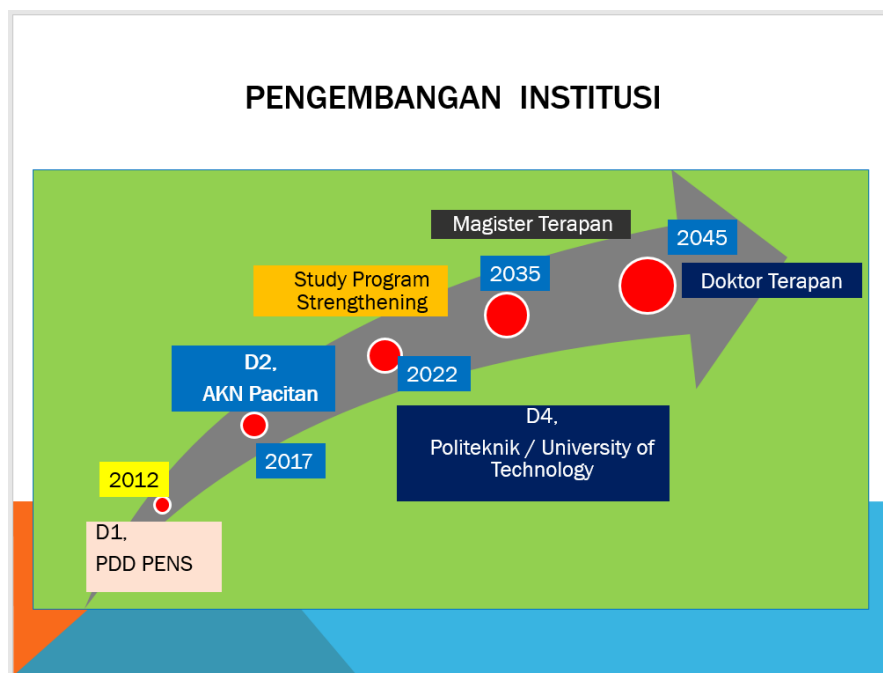 PENGEMBANGAN INSTITUSI
Magister Terapan
2045
2035
Doktor Terapan
Study Program
Strengthening
D2,
AKN Pacitan
2022
D4,
Politeknik / University of
Technology
2017
2012
D1,
PDD PENS